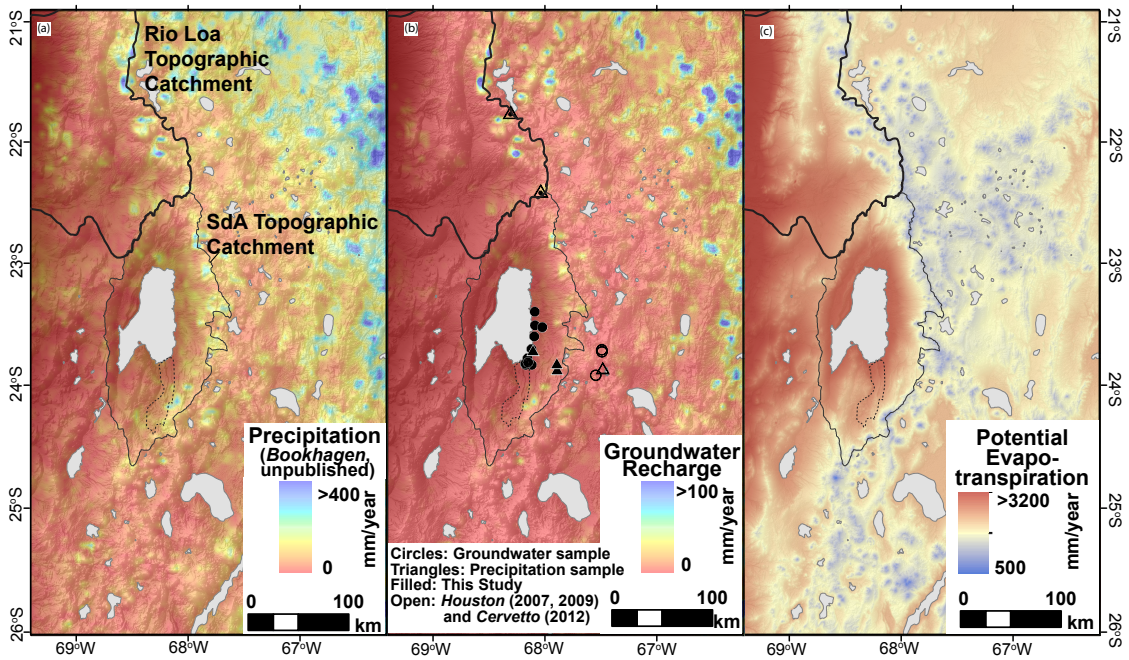 (a)
Rio Loa
Topographic
Catchment
SdA Topographic
Catchment
Precipitation
(Bookhagen,
unpublished)
>400
0
mm/year
0 100
km
(b)
Groundwater
Recharge
>100
0
mm/year
Circles: Groundwater sample
Triangles: Precipitation sample
Filled: This Study
Open: Houston (2007, 2009)
and Cervetto (2012)
0 100
km
(c)
Potential
Evapo-
transpiration
>3200
500
mm/year
0 100
km
21°S
22°S
23°S
24°S
25°S
26°S
21°S
22°S
23°S
24°S
25°S
26°S
69°W 68°W 67°W 69°W 68°W 67°W 69°W 68°W 67°W